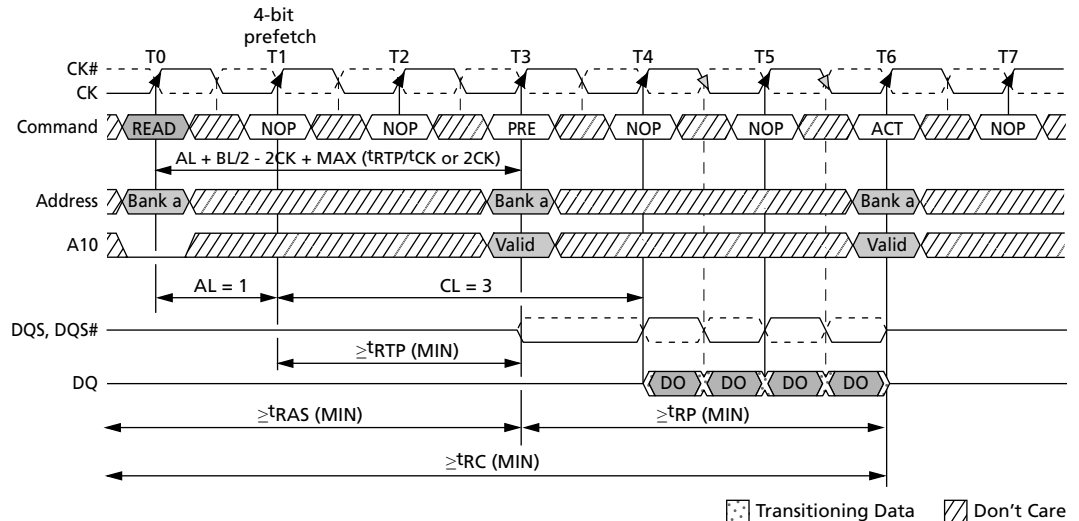 4-bit
prefetch
T0 T1 T2 T3 T4 T5 T6 T7
CK#
CK
Command READ NOP NOP PRE NOP NOP ACT NOP
AL + BL/2 - 2CK + MAX (tRTP/tCK or 2CK)
Address Bank a Bank a Bank a
A10 Valid Valid
AL = 1 CL = 3
DQS, DQS#
≥tRTP (MIN)
DQ DO DO DO DO
≥tRAS (MIN) ≥tRP (MIN)
≥tRC (MIN)
Transitioning Data Don't Care